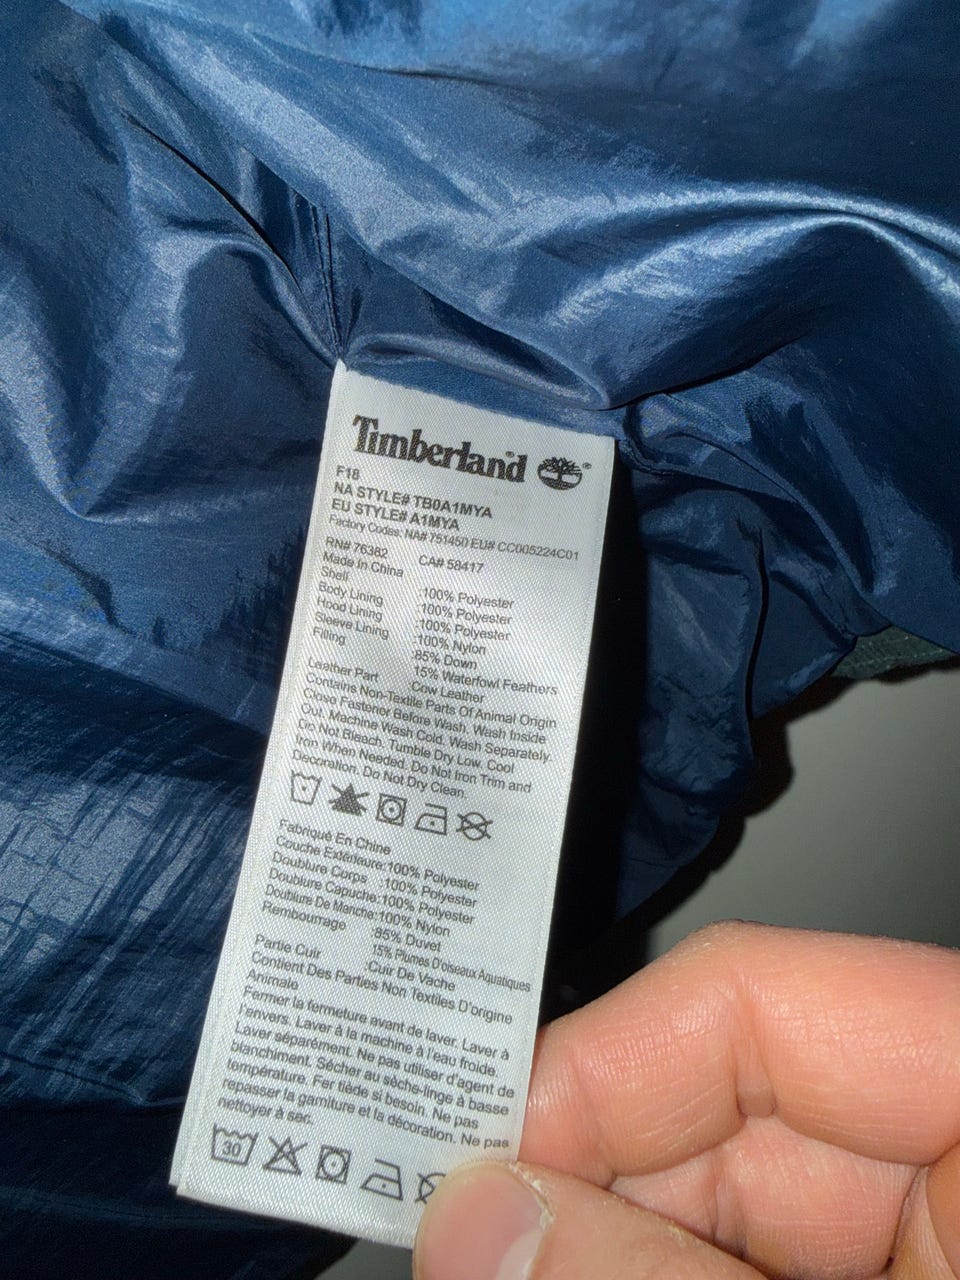 Timberland
F18
NA STYLE# TB0A1MYA
EU STYLE# A1MYA
Factory Codes: NA# 751450 EU# CC005224C01
RN# 76382 CA# 58417
Made In China
Shell :100% Polyester
Body Lining :100% Polyester
Hood Lining :100% Polyester
Sleeve Lining :100% Nylon
Filling :85% Down
15% Waterfowl Feathers
Leather Part :Cow Leather
Contains Non-Textile Parts Of Animal Origin
Close Fastener Before Wash. Wash Inside
Out. Machine Wash Cold. Wash Separately.
Do Not Bleach. Tumble Dry Low. Cool
Iron When Needed. Do Not Iron Trim and
Decoration. Do Not Dry Clean.
Fabriqué En Chine
Couche Extérieure:100% Polyester
Doublure Corps :100% Polyester
Doublure Capuche:100% Polyester
Doublure De Manche:100% Nylon
Rembourrage :85% Duvet
15% Plumes D'oiseaux Aquatiques
Partie Cuir :Cuir De Vache
Contient Des Parties Non Textiles D'origine
Animale
Fermer la fermeture avant de laver. Laver à
l'envers. Laver à la machine à l'eau froide.
Laver séparément. Ne pas utiliser d'agent de
blanchiment. Sécher au sèche-linge à basse
température. Fer tiède si besoin. Ne pas
repasser la garniture et la décoration. Ne pas
nettoyer à sec.
30